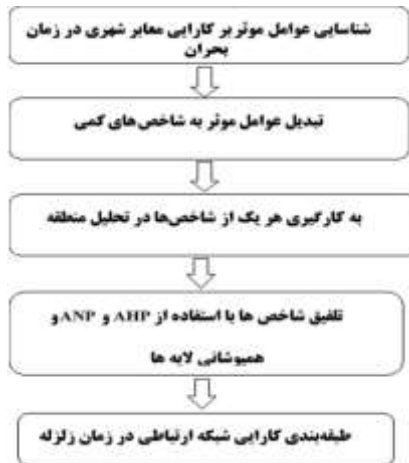 شناسایی عوامل موثر بر کارایی معابر شهری در زمان
بحران
تبدیل عوامل موثر به شاخص‌های کمی
به کارگیری هر یک از شاخص‌ها در تحلیل منطقه
تلفیق شاخص ها با استفاده از AHP و ANP و
همپوشانی لایه ها
طبقه‌بندی کارایی شبکه ارتباطی در زمان زلزله